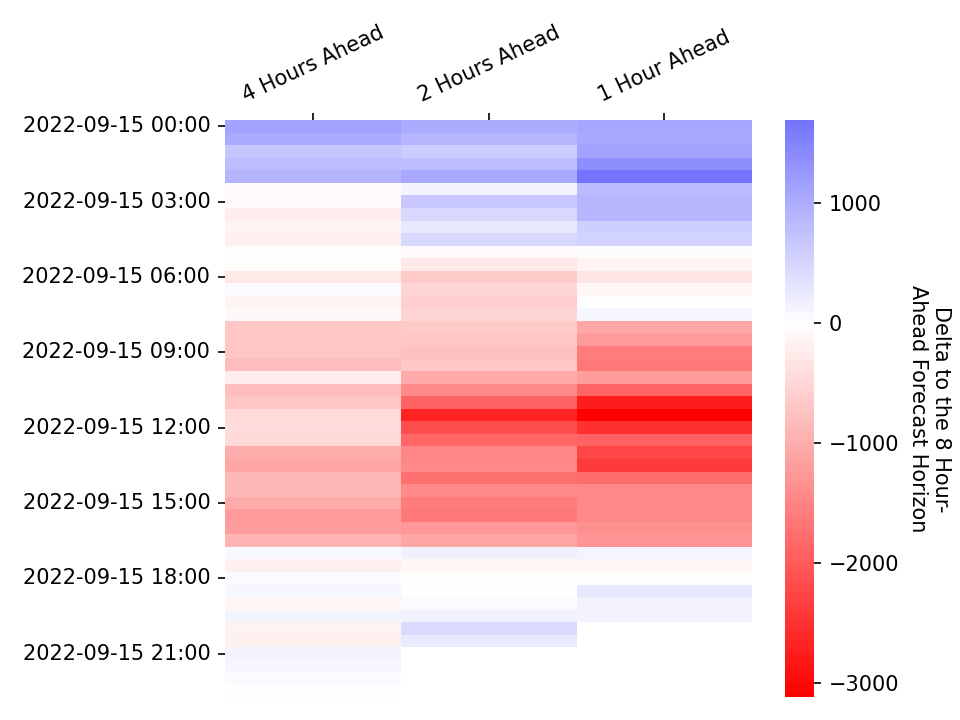 4 Hours Ahead
2 Hours Ahead
1 Hour Ahead
2022-09-15 00:00
2022-09-15 03:00
2022-09-15 06:00
2022-09-15 09:00
2022-09-15 12:00
2022-09-15 15:00
2022-09-15 18:00
2022-09-15 21:00
1000
0
−1000
−2000
−3000
Delta to the 8 Hour-
Ahead Forecast Horizon